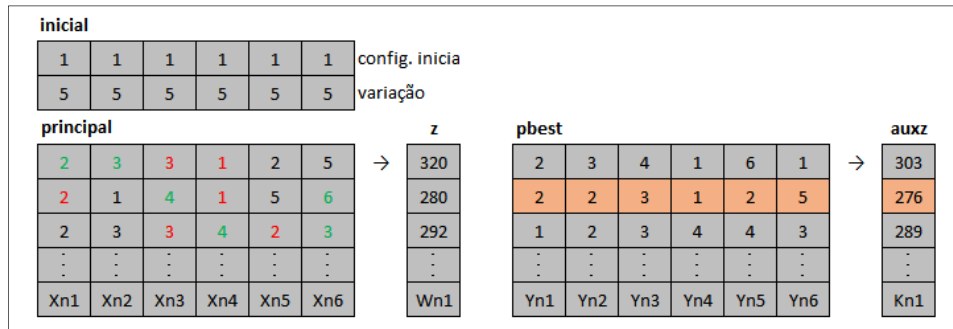 inicial
1 1 1 1 1 1 config. inicia
5 5 5 5 5 5 variação
principal z pbest auxz
2 3 3 1 2 5 → 320 2 3 4 1 6 1 → 303
2 1 4 1 5 6 280 2 2 3 1 2 5 276
2 3 3 4 2 3 292 1 2 3 4 4 3 289
⋮ ⋮ ⋮ ⋮ ⋮ ⋮ ⋮ ⋮ ⋮ ⋮ ⋮ ⋮ ⋮ ⋮
Xn1 Xn2 Xn3 Xn4 Xn5 Xn6 Wn1 Yn1 Yn2 Yn3 Yn4 Yn5 Yn6 Kn1